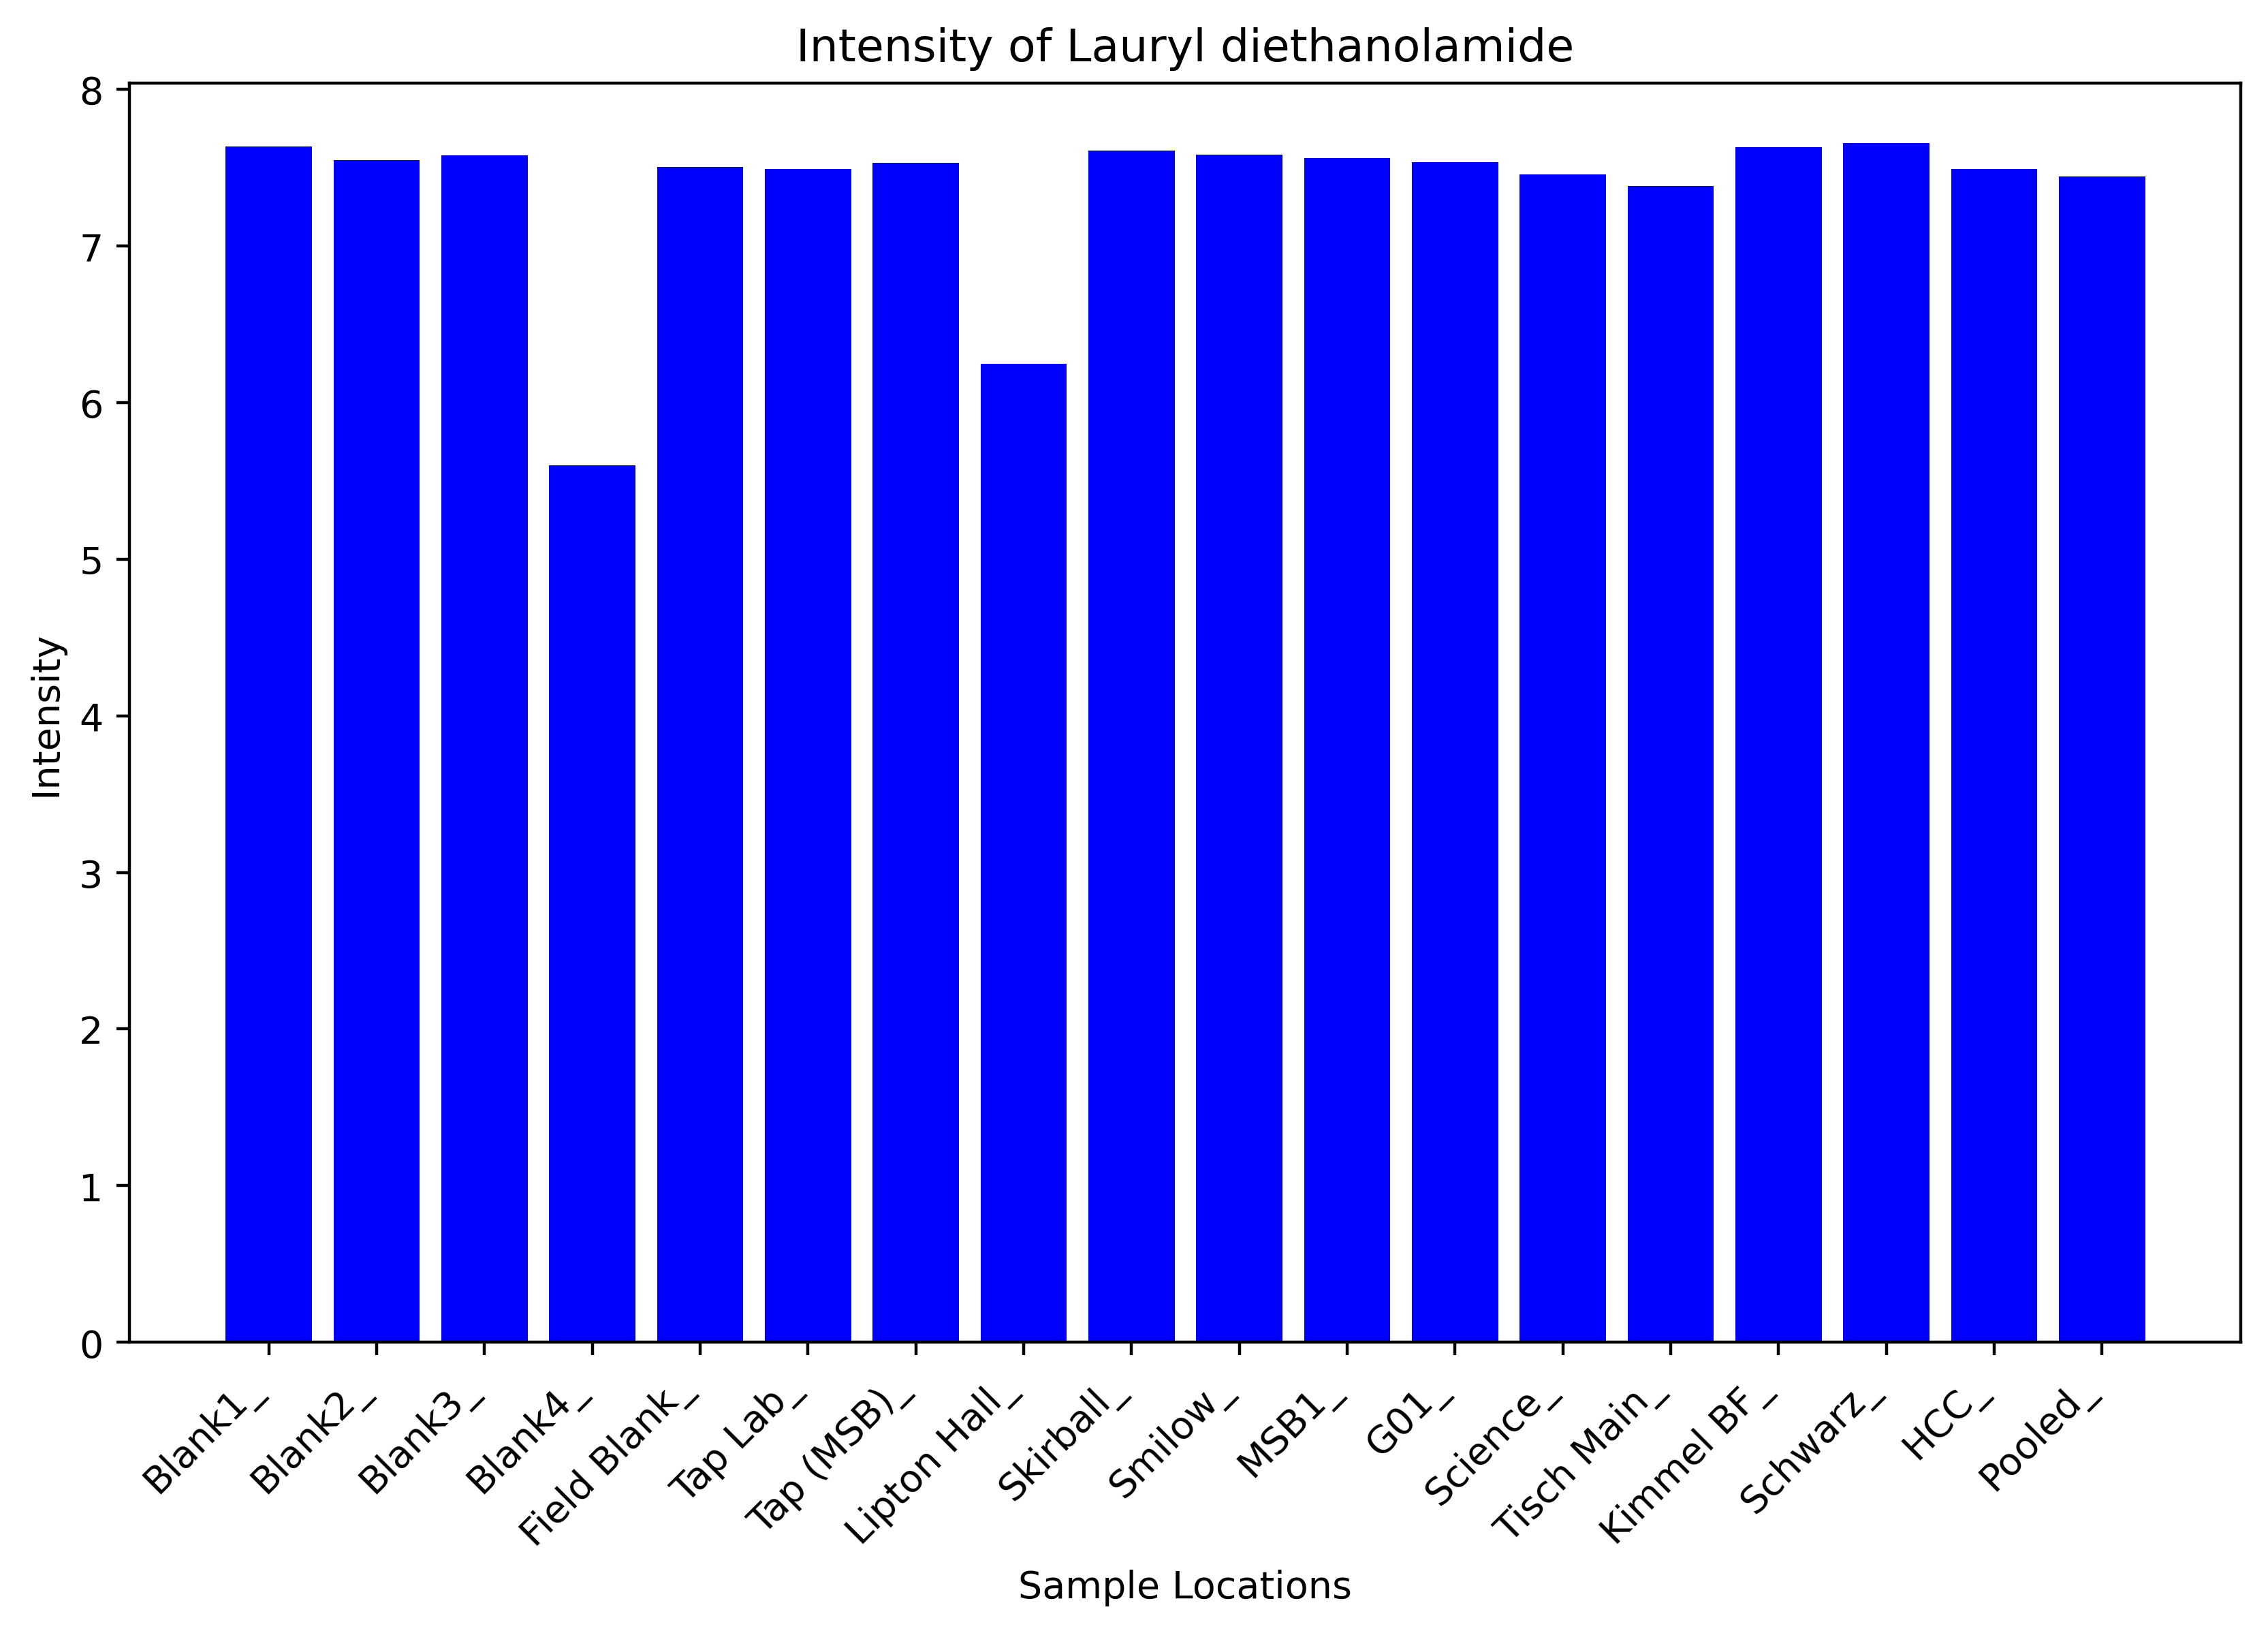 Intensity of Lauryl diethanolamide
8
7
6
5
4
3
2
1
0
Intensity
Blank1_
Blank2_
Blank3_
Blank4_
Field Blank_
Tap Lab_
Tap (MSB)_
Lipton Hall_
Skirball_
Smilow_
MSB1_
G01_
Science_
Tisch Main_
Kimmel BF_
Schwarz_
HCC_
Pooled_
Sample Locations